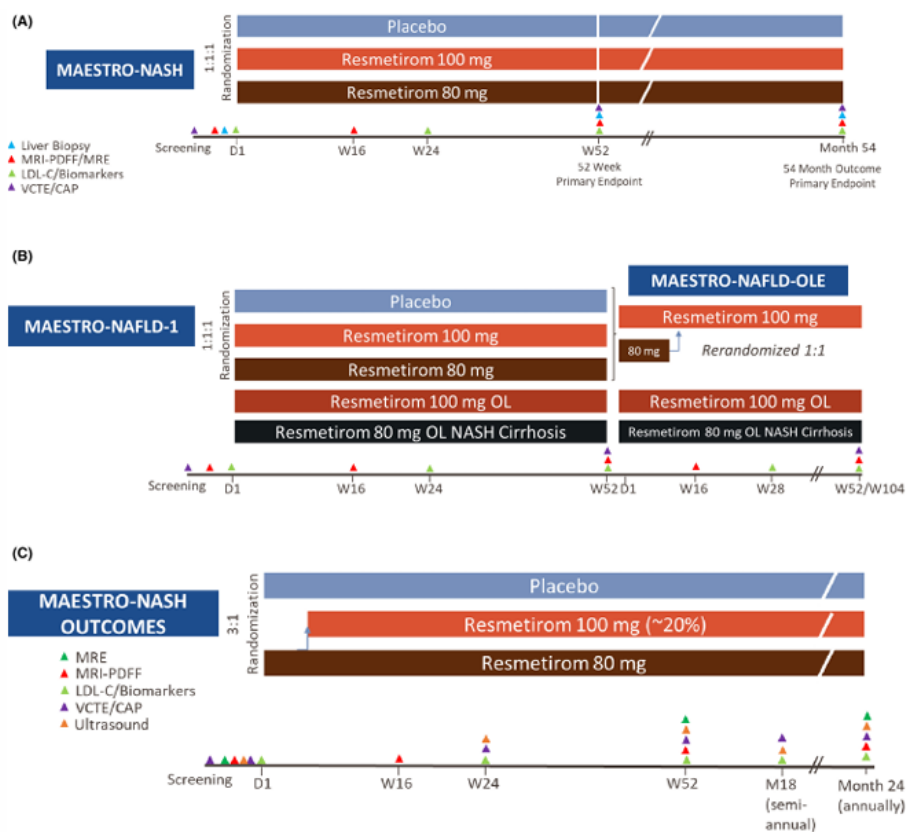 (A)
MAESTRO-NASH
1:1:1
Randomization
Placebo
Resmetirom 100 mg
Resmetirom 80 mg
Liver Biopsy
MRI-PDFF/MRE
LDL-C/Biomarkers
VCTE/CAP
Screening
D1
W16
W24
W52
52 Week
Primary Endpoint
Month 54
54 Month Outcome
Primary Endpoint
(B)
MAESTRO-NAFLD-1
1:1:1
Randomization
Placebo
Resmetirom 100 mg
Resmetirom 80 mg
Resmetirom 100 mg OL
Resmetirom 80 mg OL NASH Cirrhosis
MAESTRO-NAFLD-OLE
Resmetirom 100 mg
80 mg
Rerandomized 1:1
Resmetirom 100 mg OL
Resmetirom 80 mg OL NASH Cirrhosis
Screening
D1
W16
W24
W52
D1
W16
W28
W52/W104
(C)
MAESTRO-NASH
OUTCOMES
3:1
Randomization
Placebo
Resmetirom 100 mg (~20%)
Resmetirom 80 mg
MRE
MRI-PDFF
LDL-C/Biomarkers
VCTE/CAP
Ultrasound
Screening
D1
W16
W24
W52
M18
(semi-
annual)
Month 24
(annually)